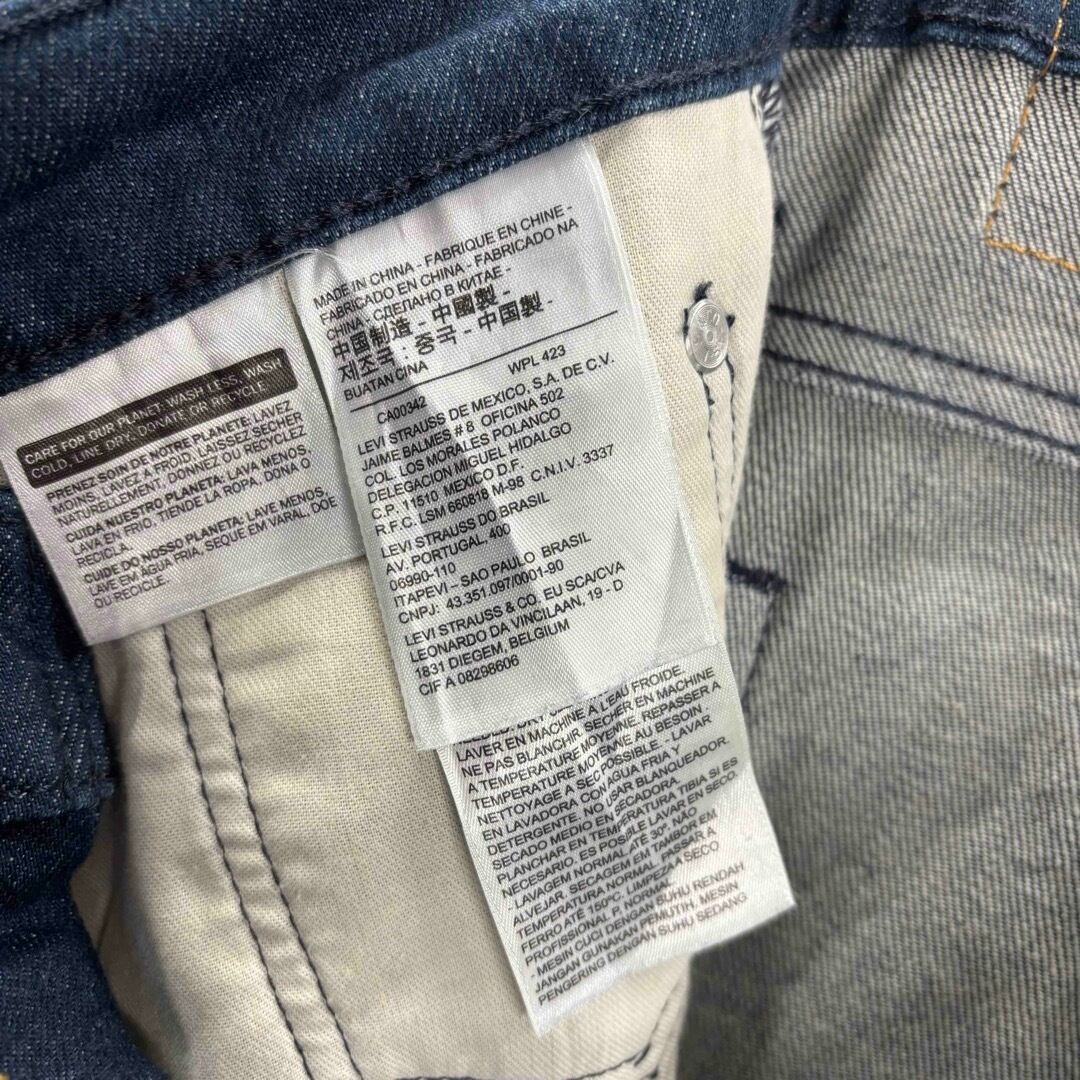 CARE FOR OUR PLANET: WASH LESS, WASH
COLD, LINE DRY, DONATE OR RECYCLE
PRENEZ SOIN DE NOTRE PLANETE: LAVEZ
MOINS, LAVEZ A FROID, LAISSEZ SÉCHER
NATURELLEMENT, DONNEZ OU RECYCLEZ
CUIDA NUESTRO PLANETA: LAVA MENOS,
LAVA EN FRIO, TIENDE LA ROPA, DONA O
RECICLA.
CUIDE DO NOSSO PLANETA: LAVE MENOS,
LAVE EM ÁGUA FRIA, SEQUE EM VARAL, DOE
OU RECICLE.
MADE IN CHINA - FABRIQUE EN CHINE -
FABRICADO EN CHINA - FABRICADO NA
CHINA - СДЕЛАНО В КИТАЕ -
中国制造 - 中國製 -
제조국 : 중국 - 中国製 -
BUATAN CINA
WPL 423
CA00342
LEVI STRAUSS DE MEXICO, S.A. DE C.V.
JAIME BALMES # 8 OFICINA 502
COL. LOS MORALES POLANCO
DELEGACION MIGUEL HIDALGO
C.P. 11510 MEXICO D.F.
R.F.C. LSM 660818 M-98 C.N.I.V. 3337
LEVI STRAUSS DO BRASIL
AV. PORTUGAL, 400
06990-110
ITAPEVI – SAO PAULO BRASIL
CNPJ: 43.351.097/0001-90
LEVI STRAUSS & CO. EU SCA/CVA
LEONARDO DA VINCILAAN, 19 - D
1831 DIEGEM, BELGIUM
CIF A 08298606
LAVER EN MACHINE A L'EAU FROIDE.
NE PAS BLANCHIR. SECHER EN MACHINE
A TEMPERATURE MOYENNE. REPASSER A
TEMPERATURE MOYENNE AU BESOIN -
NETTOYAGE A SEC POSSIBLE. - LAVAR
EN LAVADORA CON AGUA FRIA Y
DETERGENTE. NO USAR BLANQUEADOR.
SECADO MEDIO EN SECADORA.
PLANCHAR EN TEMPERATURA TIBIA SI ES
NECESARIO. ES POSIBLE LAVAR EN SECO.
- LAVAGEM NORMAL ATÉ 30º. NÃO
ALVEJAR. SECAGEM EM TAMBOR EM
TEMPERATURA NORMAL. PASSAR A
FERRO ATÉ 150ºC. LIMPEZA A SECO
PROFISSIONAL P. NORMAL
- MESIN CUCI DENGAN SUHU RENDAH
JANGAN GUNAKAN PEMUTIH. MESIN
PENGERING DENGAN SUHU SEDANG